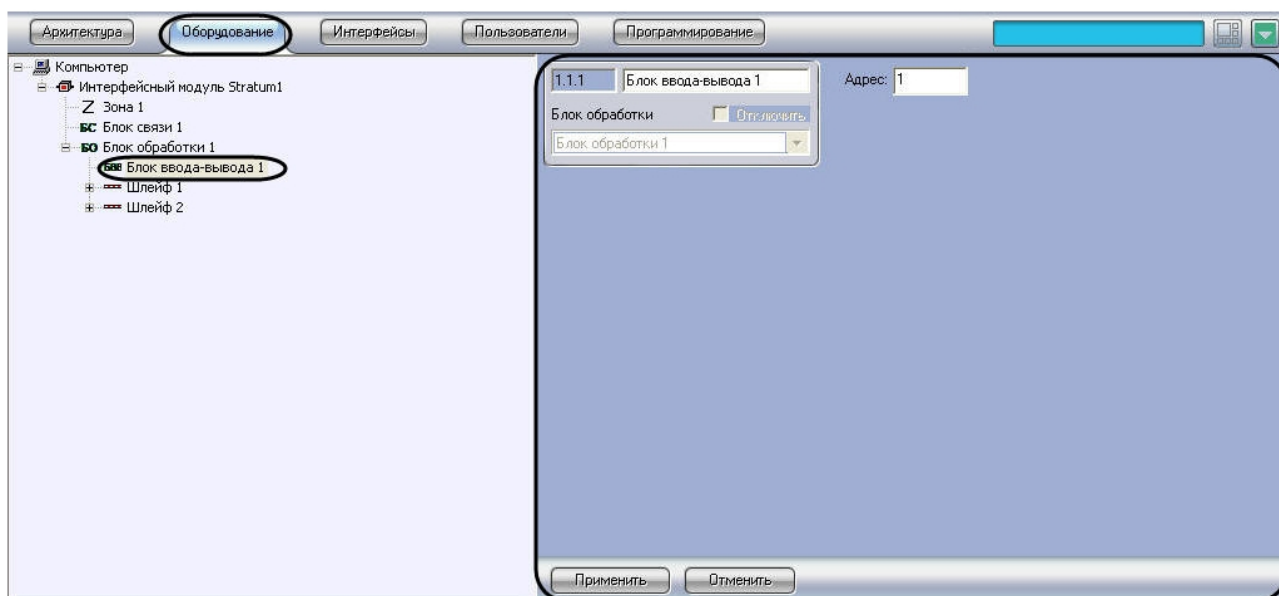 Архитектура Оборудование Интерфейсы Пользователи Программирование
Компьютер
Интерфейсный модуль Stratum1
Z Зона 1
БС Блок связи 1
БО Блок обработки 1
БВВ Блок ввода-вывода 1
Шлейф 1
Шлейф 2
1.1.1 Блок ввода-вывода 1 Адрес: 1
Блок обработки Отключить
Блок обработки 1
Применить Отменить